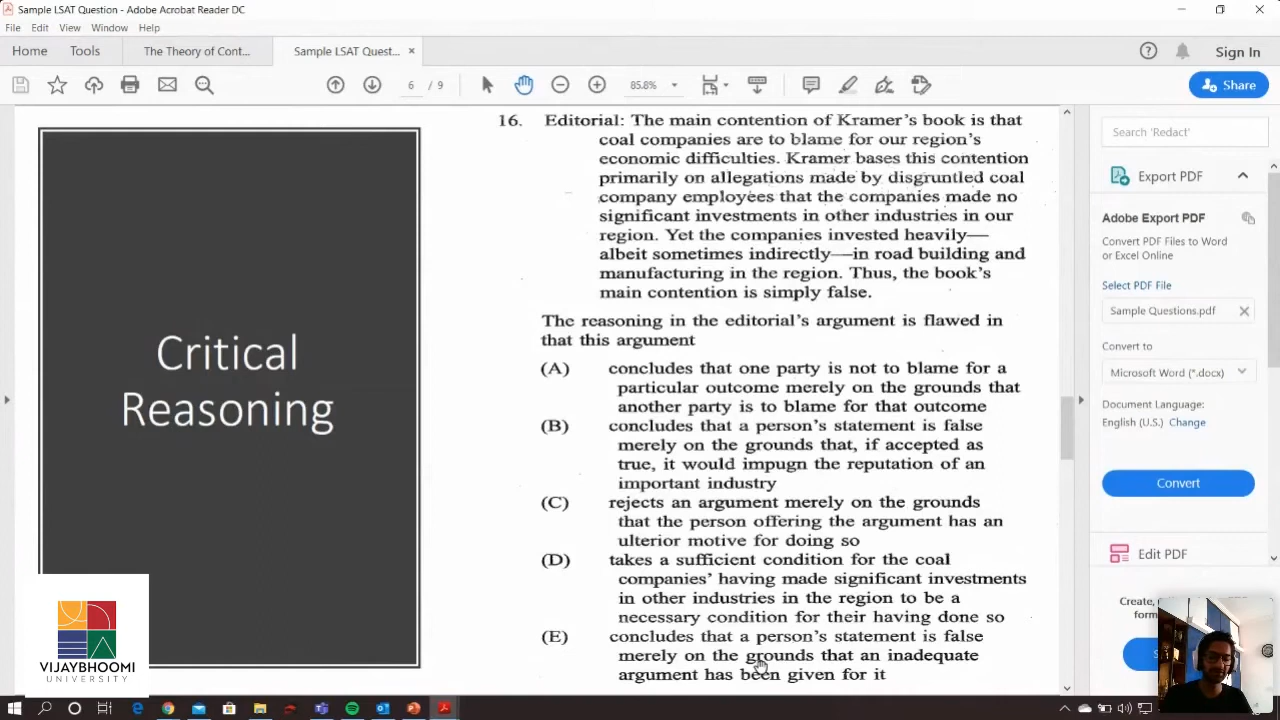 Sample LSAT Question - Adobe Acrobat Reader DC
File Edit View Window Help
Home Tools The Theory of Cont... Sample LSAT Quest... × Sign In
6 / 9 85.8% Share
Critical
Reasoning
16. Editorial: The main contention of Kramer's book is that
coal companies are to blame for our region's
economic difficulties. Kramer bases this contention
primarily on allegations made by disgruntled coal
company employees that the companies made no
significant investments in other industries in our
region. Yet the companies invested heavily—
albeit sometimes indirectly—in road building and
manufacturing in the region. Thus, the book's
main contention is simply false.
The reasoning in the editorial's argument is flawed in
that this argument
(A) concludes that one party is not to blame for a
particular outcome merely on the grounds that
another party is to blame for that outcome
(B) concludes that a person's statement is false
merely on the grounds that, if accepted as
true, it would impugn the reputation of an
important industry
(C) rejects an argument merely on the grounds
that the person offering the argument has an
ulterior motive for doing so
(D) takes a sufficient condition for the coal
companies' having made significant investments
in other industries in the region to be a
necessary condition for their having done so
(E) concludes that a person's statement is false
merely on the grounds that an inadequate
argument has been given for it
Search 'Redact'
Export PDF
Adobe Export PDF
Convert PDF Files to Word
or Excel Online
Select PDF File
Sample Questions.pdf
Convert to
Microsoft Word (*.docx)
Document Language:
English (U.S.) Change
Convert
Edit PDF
Create,
VIJAYBHOOMI
UNIVERSITY